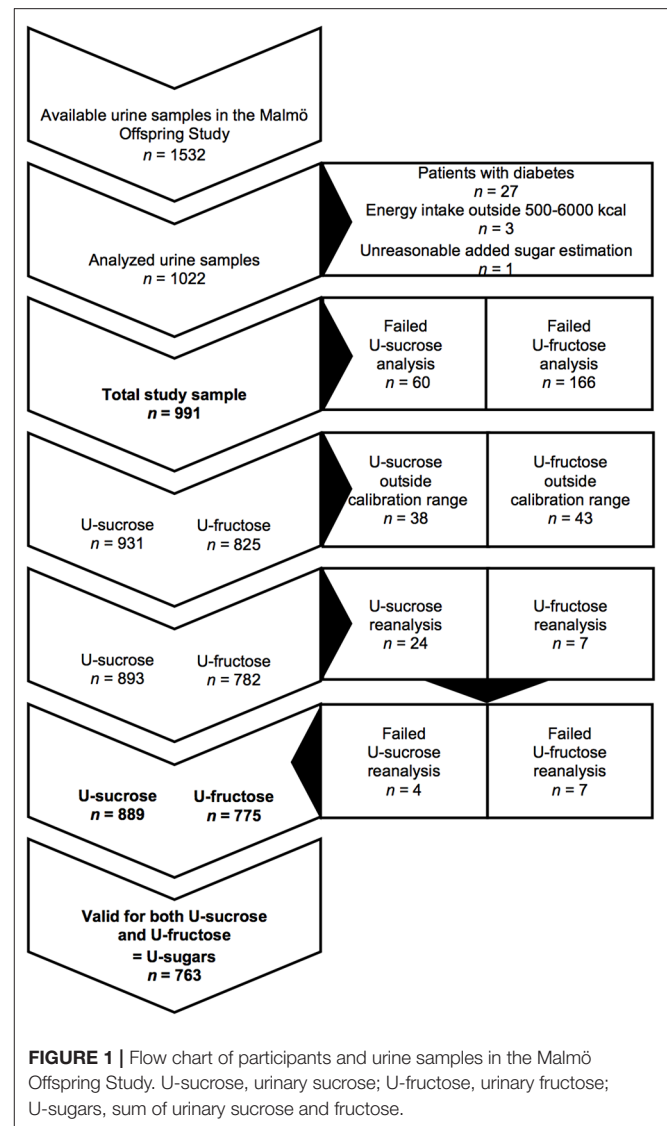 Available urine samples in the Malmö
Offspring Study
n = 1532
Patients with diabetes
n = 27
Energy intake outside 500-6000 kcal
n = 3
Unreasonable added sugar estimation
n = 1
Analyzed urine samples
n = 1022
Failed
U-sucrose
analysis
n = 60
Failed
U-fructose
analysis
n = 166
Total study sample
n = 991
U-sucrose
outside
calibration range
n = 38
U-fructose
outside
calibration range
n = 43
U-sucrose
n = 931
U-fructose
n = 825
U-sucrose
reanalysis
n = 24
U-fructose
reanalysis
n = 7
U-sucrose
n = 893
U-fructose
n = 782
Failed
U-sucrose
reanalysis
n = 4
Failed
U-fructose
reanalysis
n = 7
U-sucrose
n = 889
U-fructose
n = 775
Valid for both U-sucrose
and U-fructose
= U-sugars
n = 763
FIGURE 1 | Flow chart of participants and urine samples in the Malmö
Offspring Study. U-sucrose, urinary sucrose; U-fructose, urinary fructose;
U-sugars, sum of urinary sucrose and fructose.